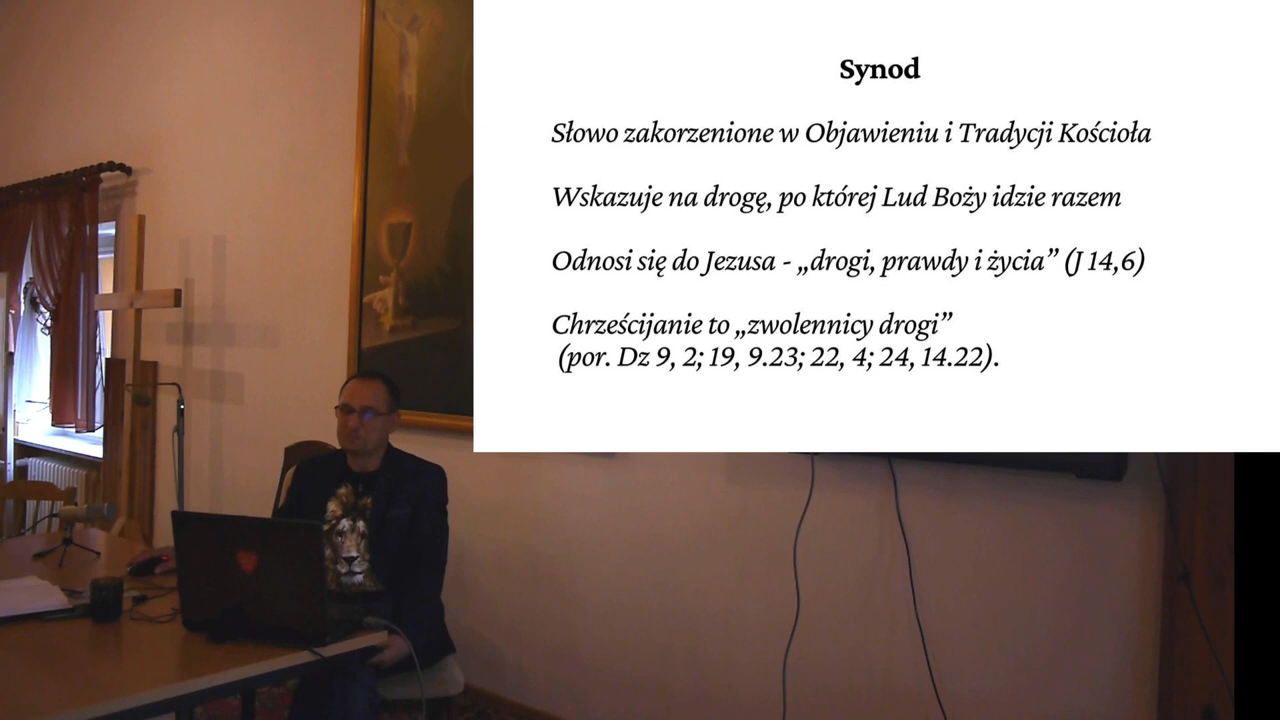 Synod
Słowo zakorzenione w Objawieniu i Tradycji Kościoła
Wskazuje na drogę, po której Lud Boży idzie razem
Odnosi się do Jezusa - „drogi, prawdy i życia” (J 14,6)
Chrześcijanie to „zwolennicy drogi”
(por. Dz 9, 2; 19, 9.23; 22, 4; 24, 14.22).